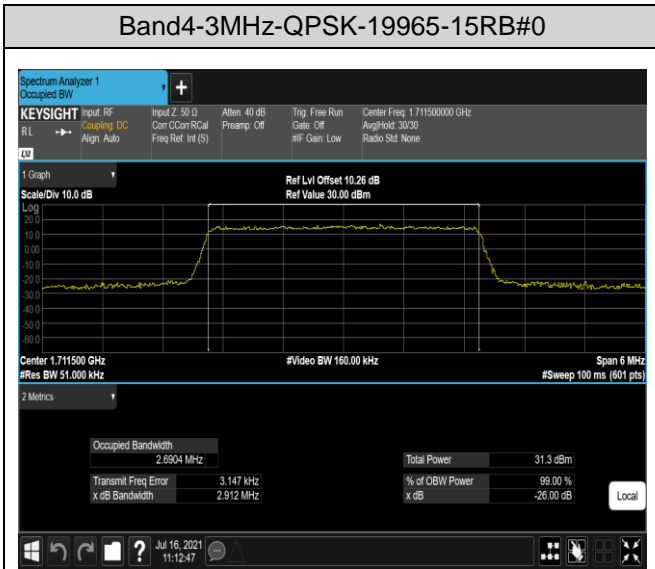 Band4-3MHz-QPSK-19965-15RB#0
Spectrum Analyzer 1
Occupied BW
+
KEYSIGHT
RL
LXI
Input: RF
Coupling: DC
Align: Auto
Input Z: 50 Ω
Corr CCorr RCal
Freq Ref: Int (S)
Atten: 40 dB
Preamp: Off
Trig: Free Run
Gate: Off
#IF Gain: Low
Center Freq: 1.711500000 GHz
Avg|Hold: 30/30
Radio Std: None
1 Graph
Scale/Div 10.0 dB
Ref Lvl Offset 10.26 dB
Ref Value 30.00 dBm
Log
20.0
10.0
0.00
-10.0
-20.0
-30.0
-40.0
-50.0
-60.0
Center 1.711500 GHz
#Video BW 160.00 kHz
Span 6 MHz
#Res BW 51.000 kHz
#Sweep 100 ms (601 pts)
2 Metrics
Occupied Bandwidth
2.6904 MHz
Total Power 31.3 dBm
Transmit Freq Error 3.147 kHz
% of OBW Power 99.00 %
x dB Bandwidth 2.912 MHz
x dB -26.00 dB
Local
?
Jul 16, 2021
11:12:47